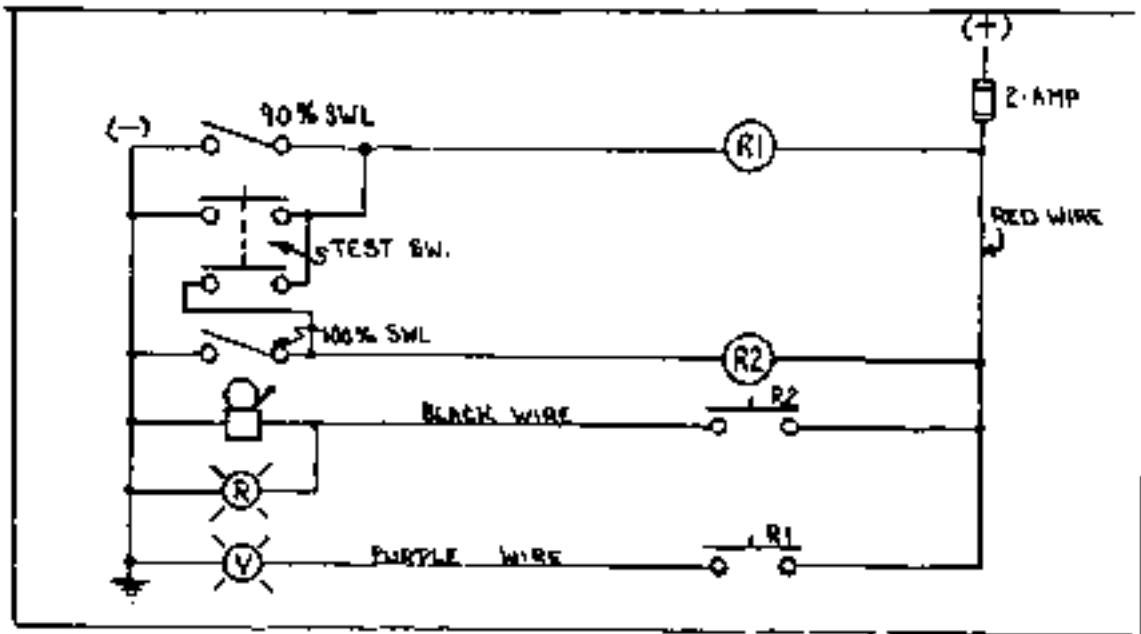 (+)
2-AMP
90% SWL
(-)
R1
RED WIRE
TEST SW.
100% SWL
R2
R2
BLACK WIRE
R
R1
Y
PURPLE WIRE